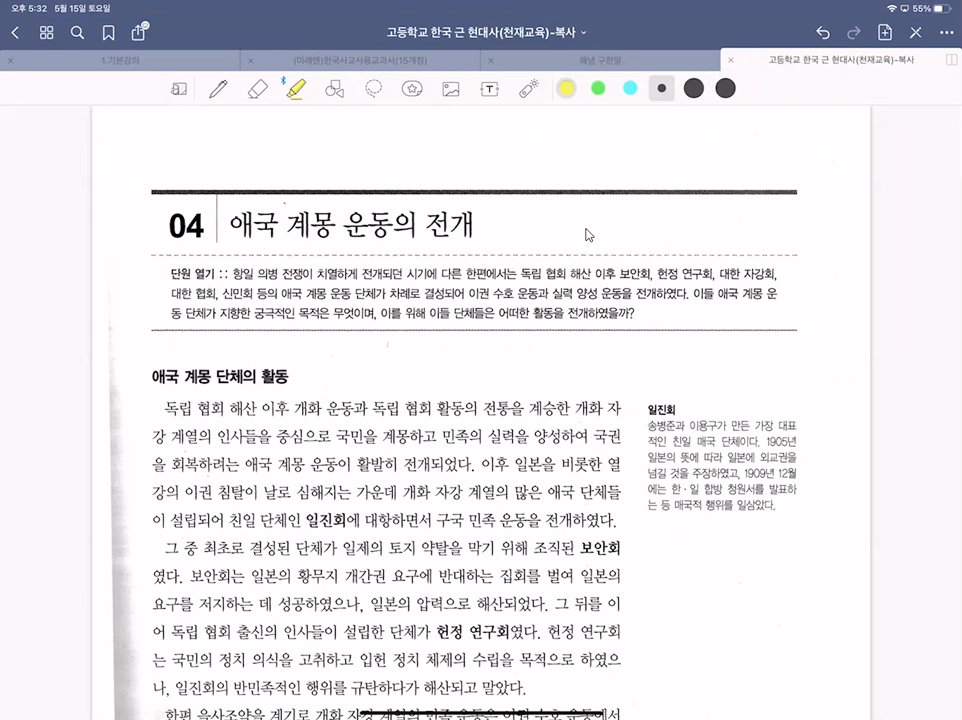 오후 5:32 5월 15일 토요일
55%
고등학교 한국 근 현대사(천재교육)-복사
1.기본강의
(미래엔)한국사교사용교과서(15개정)
해냄 구한말...
고등학교 한국 근 현대사(천재교육)-복사
04 애국 계몽 운동의 전개
단원 열기 :: 항일 의병 전쟁이 치열하게 전개되던 시기에 다른 한편에서는 독립 협회 해산 이후 보안회, 헌정 연구회, 대한 자강회,
대한 협회, 신민회 등의 애국 계몽 운동 단체가 차례로 결성되어 이권 수호 운동과 실력 양성 운동을 전개하였다. 이들 애국 계몽 운
동 단체가 지향한 궁극적인 목적은 무엇이며, 이를 위해 이들 단체들은 어떠한 활동을 전개하였을까?
애국 계몽 단체의 활동
독립 협회 해산 이후 개화 운동과 독립 협회 활동의 전통을 계승한 개화 자
강 계열의 인사들을 중심으로 국민을 계몽하고 민족의 실력을 양성하여 국권
을 회복하려는 애국 계몽 운동이 활발히 전개되었다. 이후 일본을 비롯한 열
강의 이권 침탈이 날로 심해지는 가운데 개화 자강 계열의 많은 애국 단체들
이 설립되어 친일 단체인 일진회에 대항하면서 구국 민족 운동을 전개하였다.
그 중 최초로 결성된 단체가 일제의 토지 약탈을 막기 위해 조직된 보안회
였다. 보안회는 일본의 황무지 개간권 요구에 반대하는 집회를 벌여 일본의
요구를 저지하는 데 성공하였으나, 일본의 압력으로 해산되었다. 그 뒤를 이
어 독립 협회 출신의 인사들이 설립한 단체가 헌정 연구회였다. 헌정 연구회
는 국민의 정치 의식을 고취하고 입헌 정치 체제의 수립을 목적으로 하였으
나, 일진회의 반민족적인 행위를 규탄하다가 해산되고 말았다.
한편 을사조약을 계기로 개화 자강 계열의 민족 운동은 이권 수호 운동에서
일진회
송병준과 이용구가 만든 가장 대표
적인 친일 매국 단체이다. 1905년
일본의 뜻에 따라 일본에 외교권을
넘길 것을 주장하였고, 1909년 12월
에는 한·일 합방 청원서를 발표하
는 등 매국적 행위를 일삼았다.